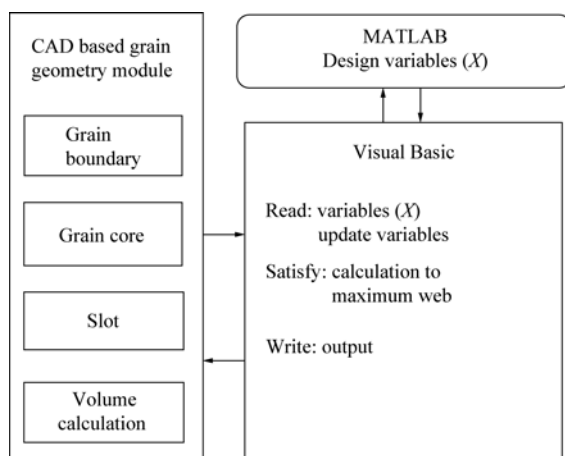 CAD based grain
geometry module
Grain
boundary
Grain core
Slot
Volume
calculation
MATLAB
Design variables (X)
Visual Basic
Read: variables (X)
update variables
Satisfy: calculation to
maximum web
Write: output